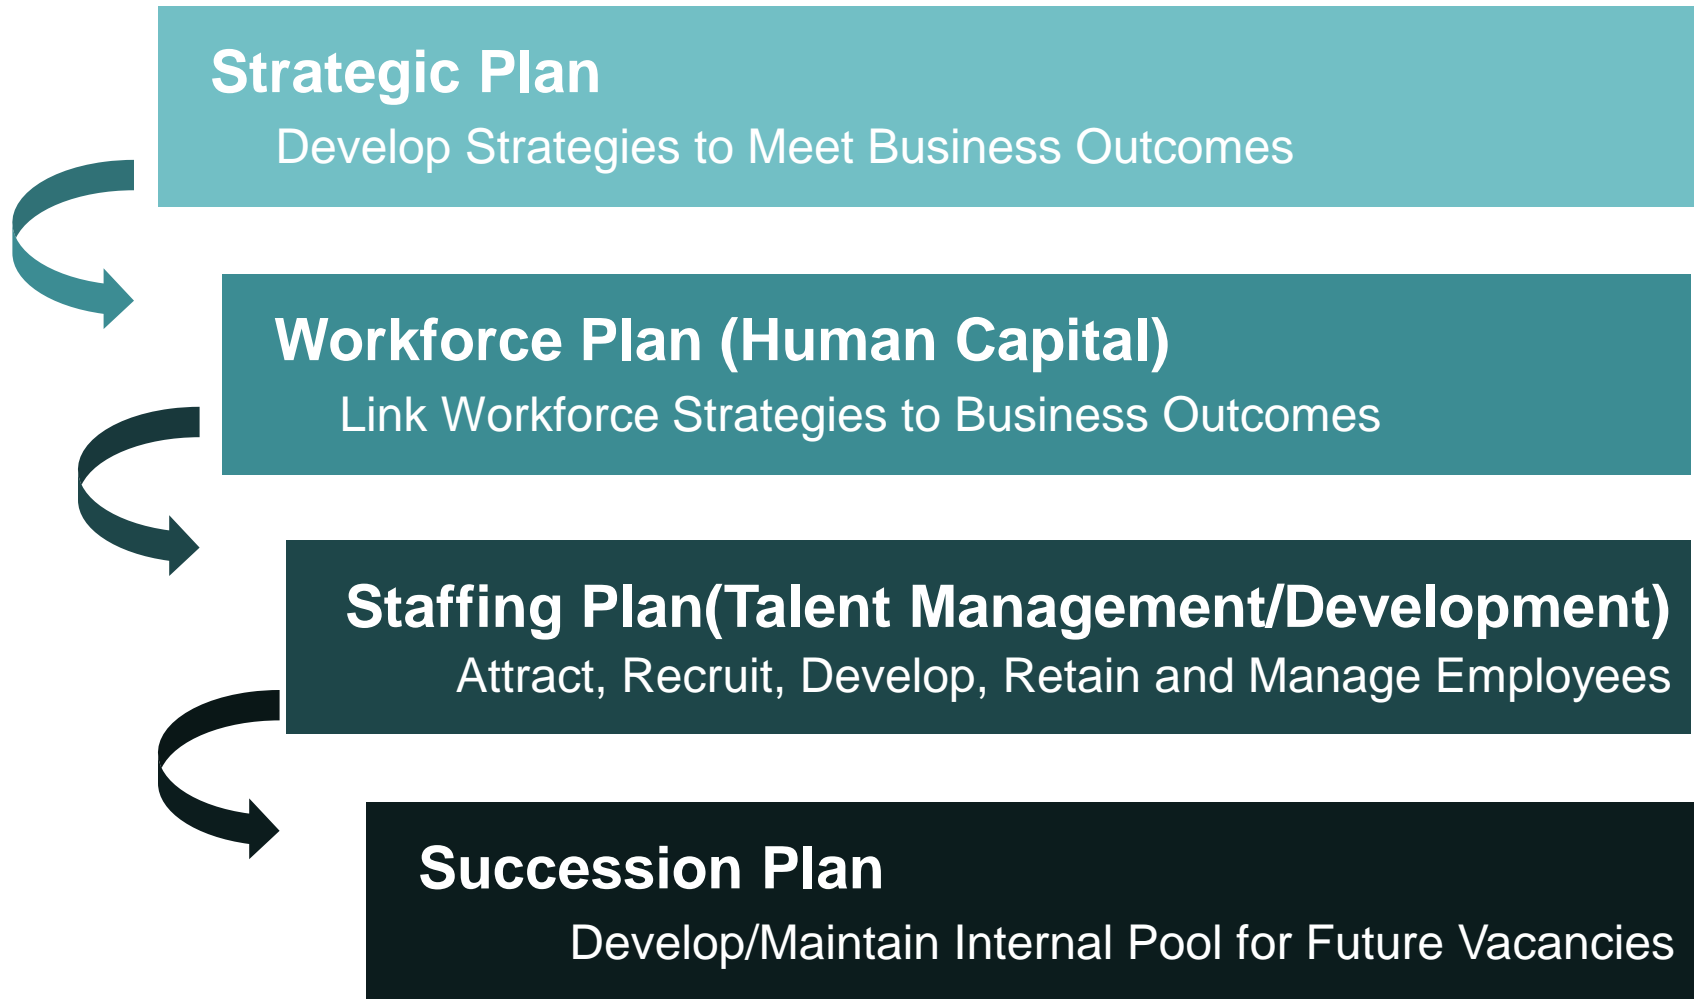 Strategic Plan
Develop Strategies to Meet Business Outcomes
Workforce Plan (Human Capital)
Link Workforce Strategies to Business Outcomes
Staffing Plan(Talent Management/Development)
Attract, Recruit, Develop, Retain and Manage Employees
Succession Plan
Develop/Maintain Internal Pool for Future Vacancies